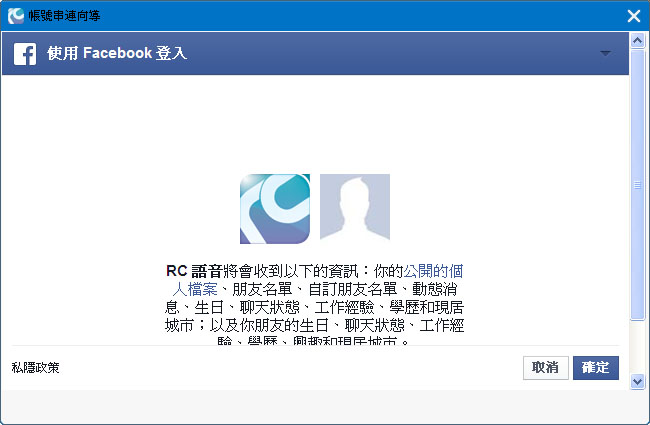 帳號串連向導
使用 Facebook 登入
RC 語音將會收到以下的資訊：你的公開的個
人檔案、朋友名單、自訂朋友名單、動態消
息、生日、聊天狀態、工作經驗、學歷和現居
城市；以及你朋友的生日、聊天狀態、工作經
驗、學歷、興趣和現居城市。
私隱政策
取消
確定